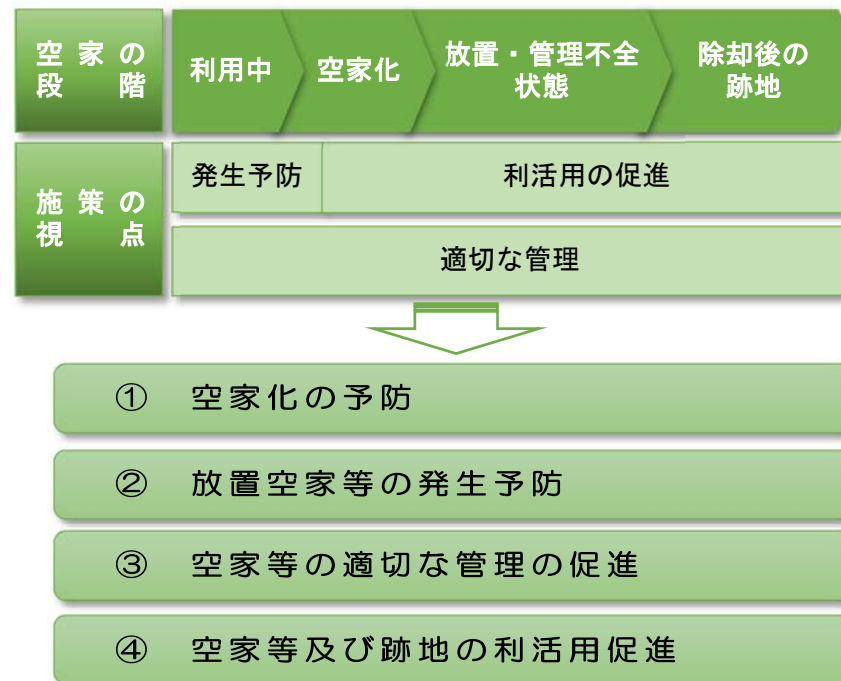 空家の
段階
利用中
空家化
放置・管理不全
状態
除却後の
跡地
施策の
視点
発生予防
利活用の促進
適切な管理
① 空家化の予防
② 放置空家等の発生予防
③ 空家等の適切な管理の促進
④ 空家等及び跡地の利活用促進